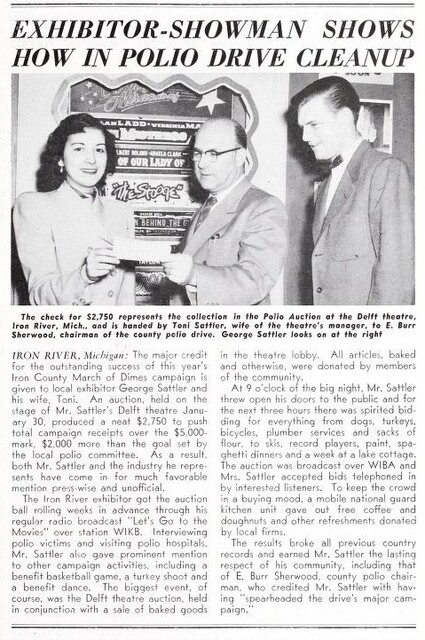 EXHIBITOR-SHOWMAN SHOWS
HOW IN POLIO DRIVE CLEANUP
AN LADD
VIRGINIA MA
OF OUR LADY OF
"the Stooge"
BEHIND THE G
The check for $2,750 represents the collection in the Polio Auction at the Delft theatre,
Iron River, Mich., and is handed by Toni Sattler, wife of the theatre's manager, to E. Burr
Sherwood, chairman of the county polio drive. George Sattler looks on at the right
IRON RIVER, Michigan: The major credit
for the outstanding success of this year's
Iron County March of Dimes campaign is
given to local exhibitor George Sattler and
his wife, Toni. An auction, held on the
stage of Mr. Sattler's Delft theatre Janu-
ary 30, produced a neat $2,750 to push
total campaign receipts over the $5,000-
mark, $2,000 more than the goal set by
the local polio committee. As a result,
both Mr. Sattler and the industry he repre-
sents have come in for much favorable
mention press-wise and unofficial.
The Iron River exhibitor got the auction
ball rolling weeks in advance through his
regular radio broadcast "Let's Go to the
Movies" over station WIKB. Interviewing
polio victims and visiting polio hospitals,
Mr. Sattler also gave prominent mention
to other campaign activities, including a
benefit basketball game, a turkey shoot and
a benefit dance. The biggest event, of
course, was the Delft theatre auction, held
in conjunction with a sale of baked goods
in the theatre lobby. All articles, baked
and otherwise, were donated by members
of the community.
At 9 o'clock of the big night, Mr. Sattler
threw open his doors to the public and for
the next three hours there was spirited bid-
ding for everything from dogs, turkeys,
bicycles, plumber services and sacks of
flour, to skis, record players, paint, spa-
ghetti dinners and a week at a lake cottage.
The auction was broadcast over WIBA and
Mrs. Sattler accepted bids telephoned in
by interested listeners. To keep the crowd
in a buying mood, a mobile national guard
kitchen unit gave out free coffee and
doughnuts and other refreshments donated
by local firms.
The results broke all previous country
records and earned Mr. Sattler the lasting
respect of his community, including that
of E. Burr Sherwood, county polio chair-
man, who credited Mr. Sattler with hav-
ing "spearheaded the drive's major cam-
paign."